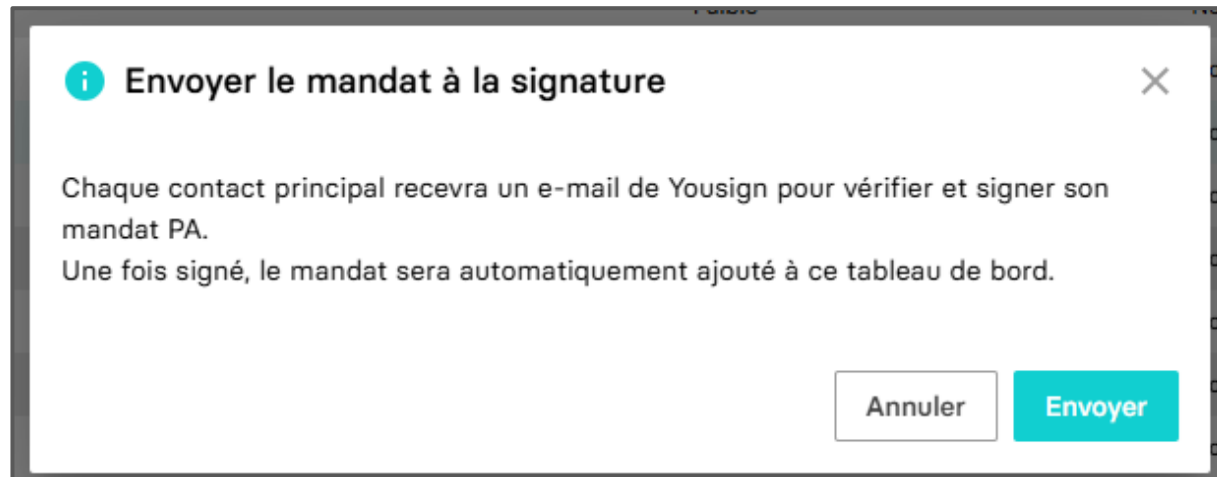 Envoyer le mandat à la signature
Chaque contact principal recevra un e-mail de Yousign pour vérifier et signer son
mandat PA.
Une fois signé, le mandat sera automatiquement ajouté à ce tableau de bord.
Annuler
Envoyer